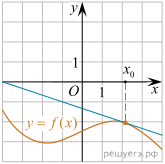 y
1
x₀
O
1
x
y = f(x)
решуегэ.рф